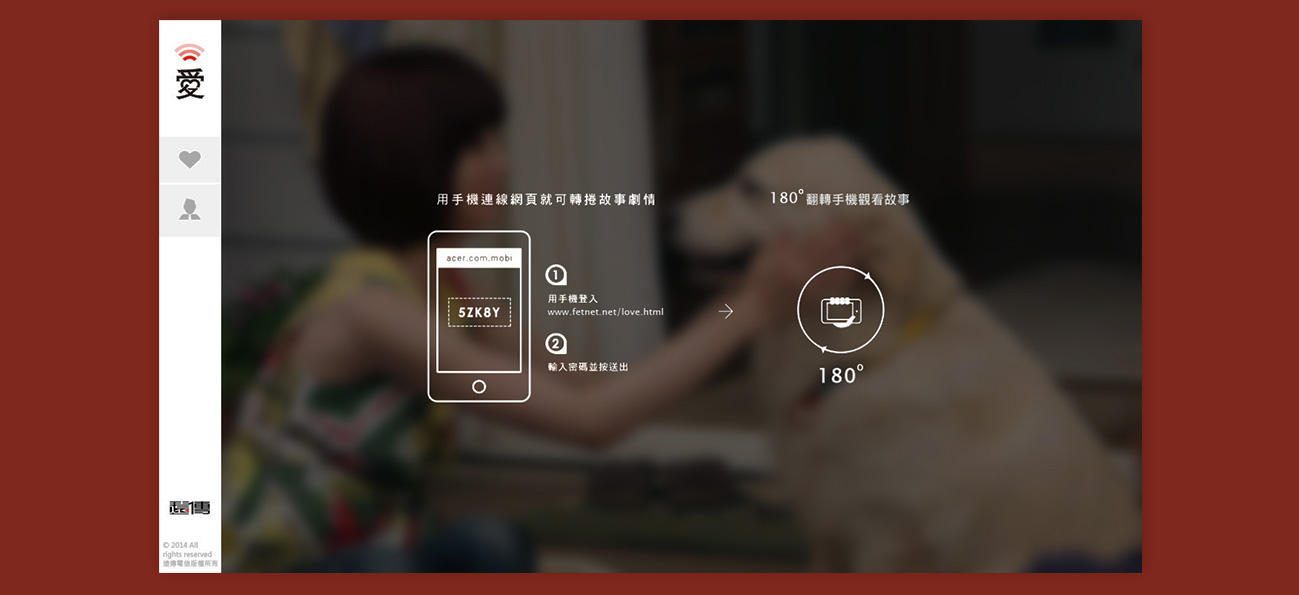 愛
用手機連線網頁就可轉捲故事劇情
180°翻轉手機觀看故事
acer.com.mobi
5ZK8Y
1
用手機登入
www.fetnet.net/love.html
2
輸入密碼並按送出
180°
遠傳
© 2014 All
rights reserved
遠傳電信版權所有